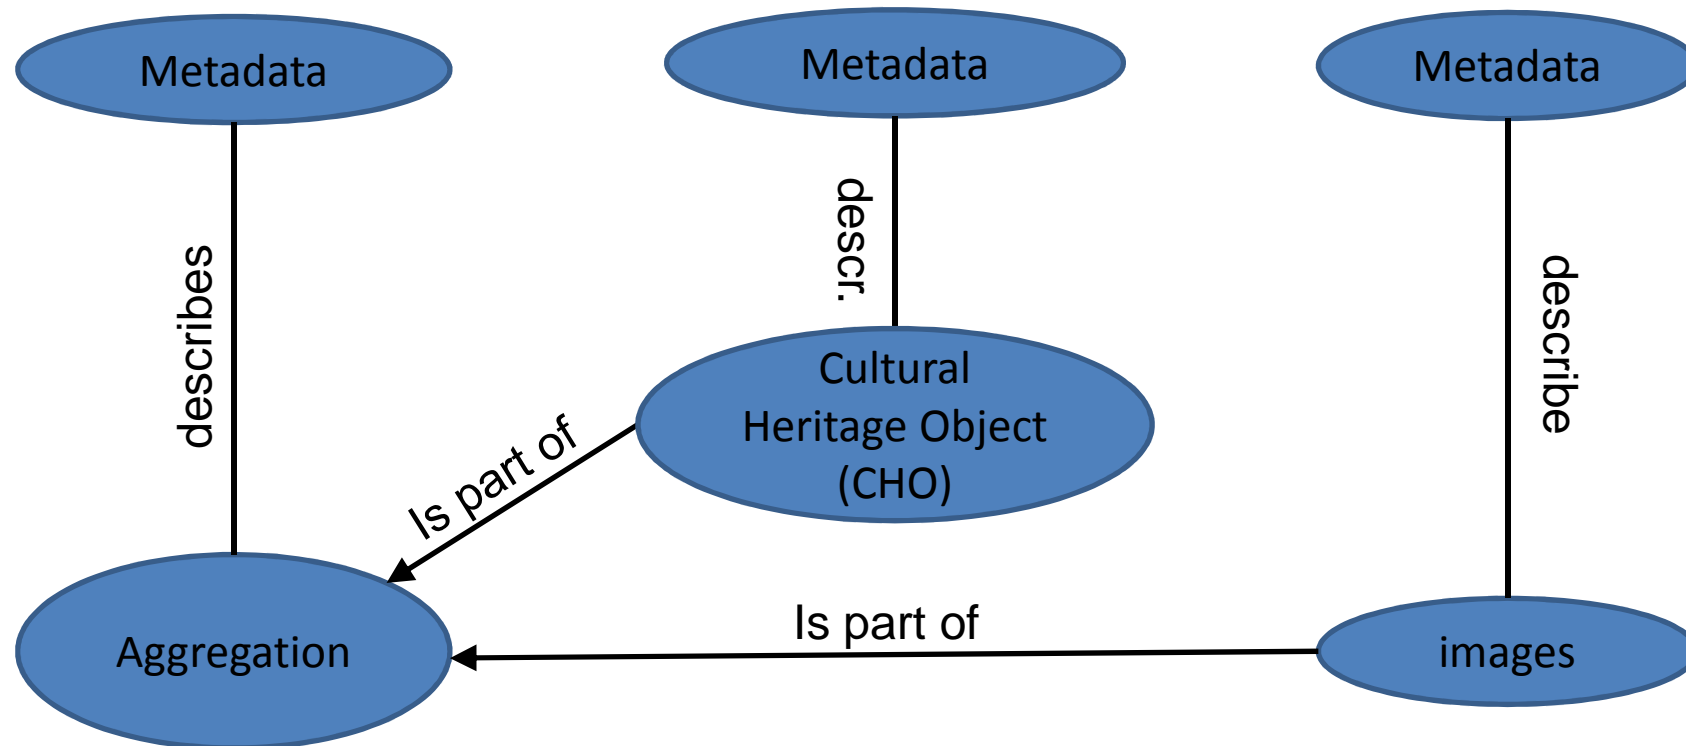 Metadata
Metadata
Metadata
describes
descr.
describe
Cultural
Heritage Object
(CHO)
Is part of
Is part of
Aggregation
images